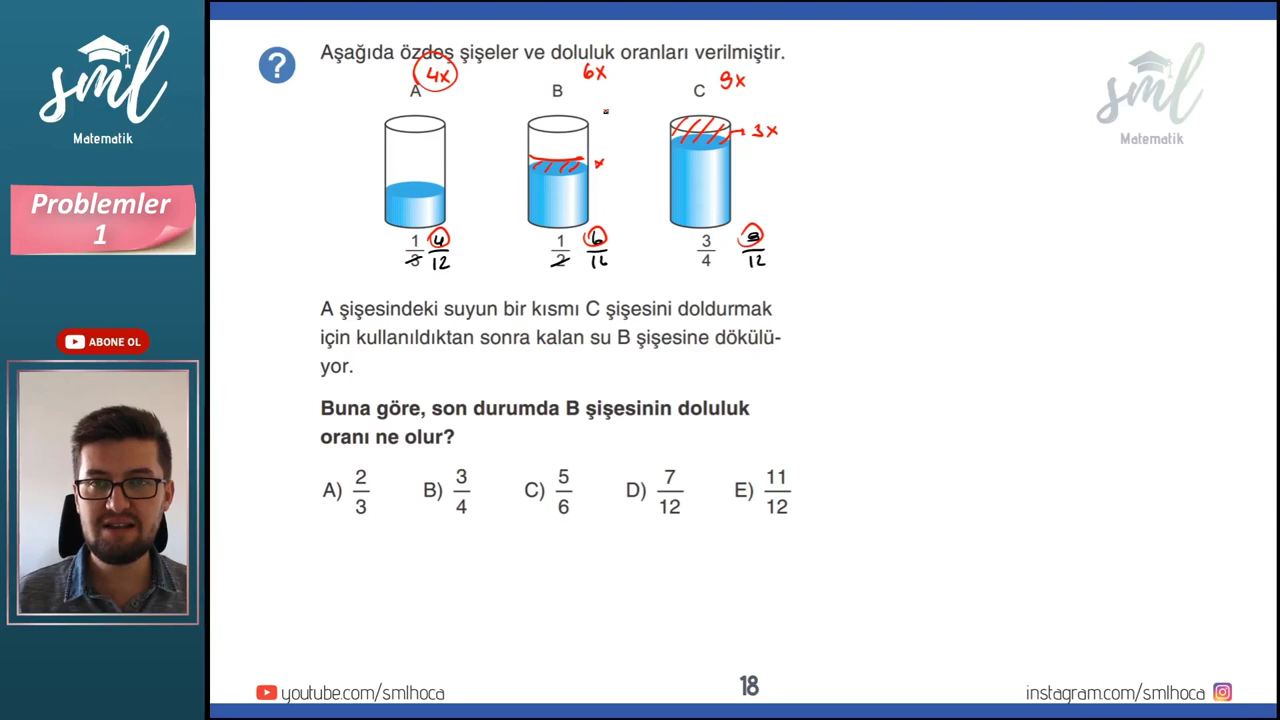 sml
Matematik
Problemler
1
ABONE OL
?
Aşağıda özdeş şişeler ve doluluk oranları verilmiştir.
4x 6x 9x
A B C
x 3x
1/3 4/12 1/2 6/12 3/4 9/12
A şişesindeki suyun bir kısmı C şişesini doldurmak
için kullanıldıktan sonra kalan su B şişesine dökülü-
yor.
Buna göre, son durumda B şişesinin doluluk
oranı ne olur?
A) 2/3 B) 3/4 C) 5/6 D) 7/12 E) 11/12
sml
Matematik
youtube.com/smlhoca
18
instagram.com/smlhoca